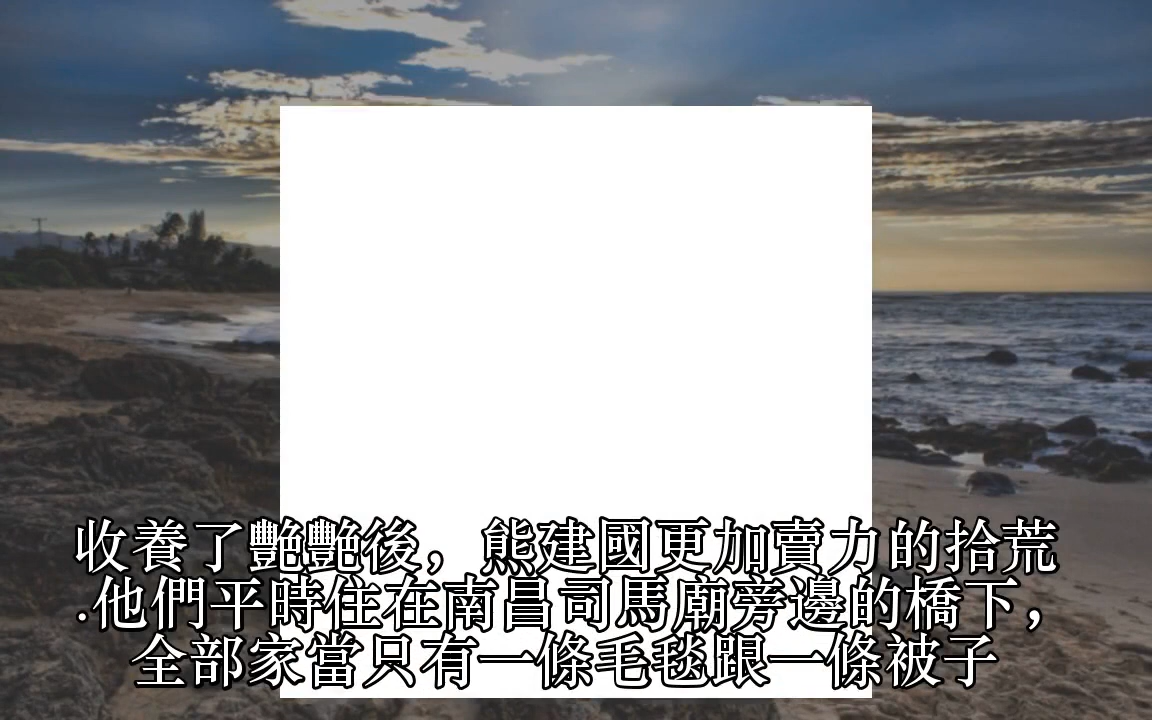 收養了艷艷後，熊建國更加賣力的拾荒
.他們平時住在南昌司馬廟旁邊的橋下，
全部家當只有一條毛毯跟一條被子